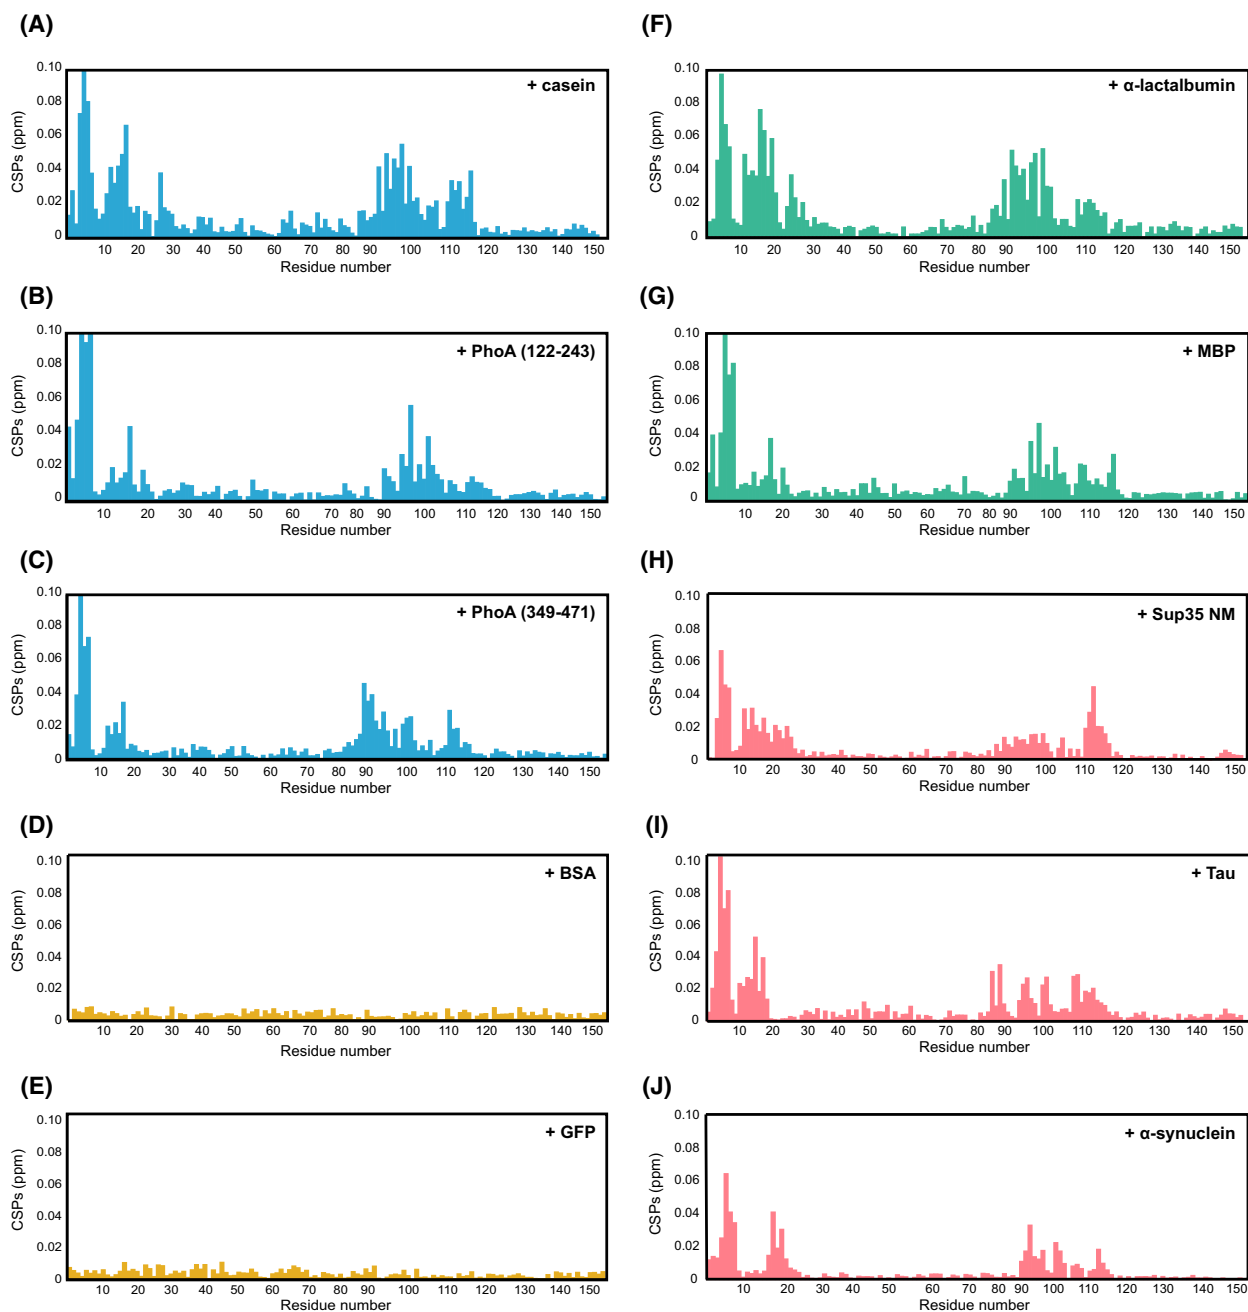 (A)
+ casein
CSPs (ppm)
0.10
0.08
0.06
0.04
0.02
0
10 20 30 40 50 60 70 80 90 100 110 120 130 140 150
Residue number
(B)
+ PhoA (122-243)
CSPs (ppm)
0.10
0.08
0.06
0.04
0.02
0
10 20 30 40 50 60 70 80 90 100 110 120 130 140 150
Residue number
(C)
+ PhoA (349-471)
CSPs (ppm)
0.10
0.08
0.06
0.04
0.02
0
10 20 30 40 50 60 70 80 90 100 110 120 130 140 150
Residue number
(D)
+ BSA
CSPs (ppm)
0.10
0.08
0.06
0.04
0.02
0
10 20 30 40 50 60 70 80 90 100 110 120 130 140 150
Residue number
(E)
+ GFP
CSPs (ppm)
0.10
0.08
0.06
0.04
0.02
0
10 20 30 40 50 60 70 80 90 100 110 120 130 140 150
Residue number
(F)
+ α-lactalbumin
CSPs (ppm)
0.10
0.08
0.06
0.04
0.02
0
10 20 30 40 50 60 70 80 90 100 110 120 130 140 150
Residue number
(G)
+ MBP
CSPs (ppm)
0.10
0.08
0.06
0.04
0.02
0
10 20 30 40 50 60 70 80 90 100 110 120 130 140 150
Residue number
(H)
+ Sup35 NM
CSPs (ppm)
0.10
0.08
0.06
0.04
0.02
0
10 20 30 40 50 60 70 80 90 100 110 120 130 140 150
Residue number
(I)
+ Tau
CSPs (ppm)
0.10
0.08
0.06
0.04
0.02
0
10 20 30 40 50 60 70 80 90 100 110 120 130 140 150
Residue number
(J)
+ α-synuclein
CSPs (ppm)
0.10
0.08
0.06
0.04
0.02
0
10 20 30 40 50 60 70 80 90 100 110 120 130 140 150
Residue number